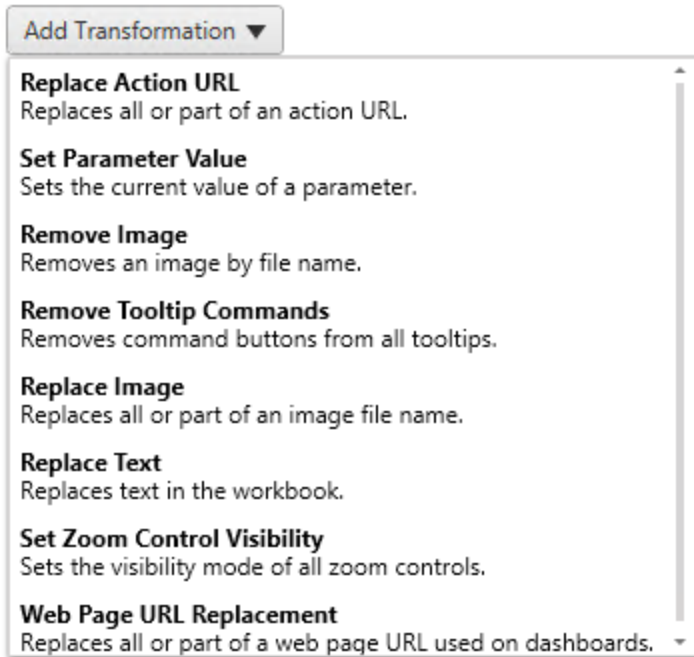 Add Transformation ▼
Replace Action URL
Replaces all or part of an action URL.
Set Parameter Value
Sets the current value of a parameter.
Remove Image
Removes an image by file name.
Remove Tooltip Commands
Removes command buttons from all tooltips.
Replace Image
Replaces all or part of an image file name.
Replace Text
Replaces text in the workbook.
Set Zoom Control Visibility
Sets the visibility mode of all zoom controls.
Web Page URL Replacement
Replaces all or part of a web page URL used on dashboards.